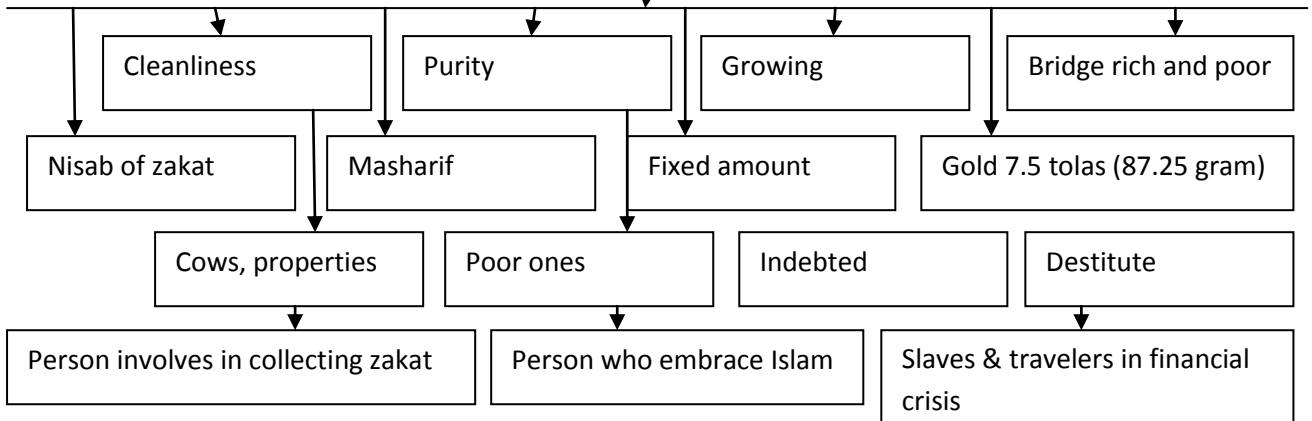 Cleanliness
Purity
Growing
Bridge rich and poor
Nisab of zakat
Masharif
Fixed amount
Gold 7.5 tolas (87.25 gram)
Cows, properties
Poor ones
Indebted
Destitute
Person involves in collecting zakat
Person who embrace Islam
Slaves & travelers in financial
crisis